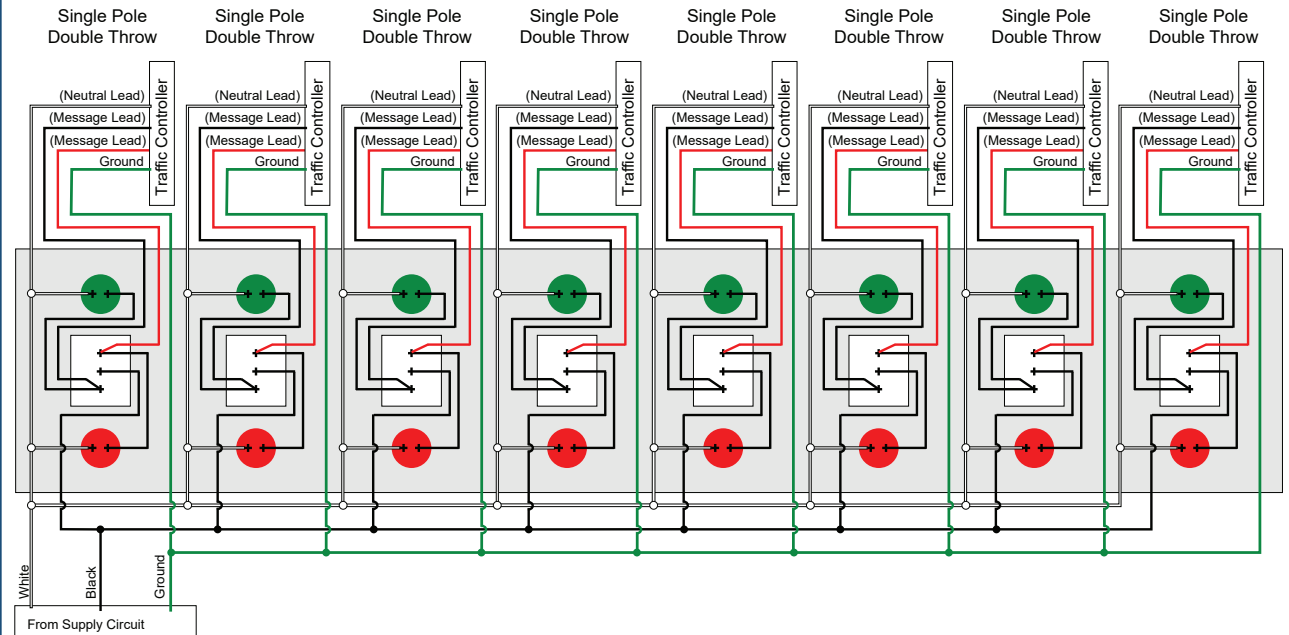 Single Pole
Double Throw
Single Pole
Double Throw
Single Pole
Double Throw
Single Pole
Double Throw
Single Pole
Double Throw
Single Pole
Double Throw
Single Pole
Double Throw
Single Pole
Double Throw
(Neutral Lead)
(Message Lead)
(Message Lead)
Ground
Traffic Controller
(Neutral Lead)
(Message Lead)
(Message Lead)
Ground
Traffic Controller
(Neutral Lead)
(Message Lead)
(Message Lead)
Ground
Traffic Controller
(Neutral Lead)
(Message Lead)
(Message Lead)
Ground
Traffic Controller
(Neutral Lead)
(Message Lead)
(Message Lead)
Ground
Traffic Controller
(Neutral Lead)
(Message Lead)
(Message Lead)
Ground
Traffic Controller
(Neutral Lead)
(Message Lead)
(Message Lead)
Ground
Traffic Controller
(Neutral Lead)
(Message Lead)
(Message Lead)
Ground
Traffic Controller
White
Black
Ground
From Supply Circuit